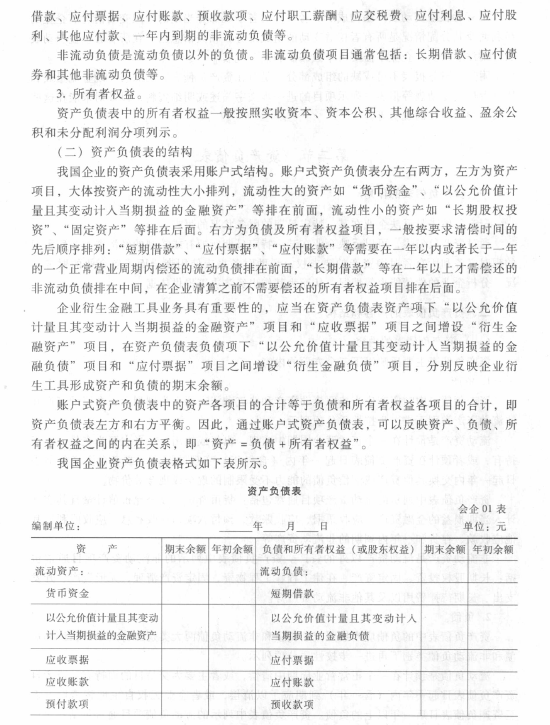 借款、应付票据、应付账款、预收款项、应付职工薪酬、应交税费、应付利息、应付股
利、其他应付款、一年内到期的非流动负债等。
非流动负债是流动负债以外的负债。非流动负债项目通常包括：长期借款、应付债
券和其他非流动负债等。
3. 所有者权益。
资产负债表中的所有者权益一般按照实收资本、资本公积、其他综合收益、盈余公
积和未分配利润分项列示。
（二）资产负债表的结构
我国企业的资产负债表采用账户式结构。账户式资产负债表分左右两方，左方为资产
项目，大体按资产的流动性大小排列，流动性大的资产如“货币资金”、“以公允价值计
量且其变动计入当期损益的金融资产”等排在前面，流动性小的资产如“长期股权投
资”、“固定资产”等排在后面。右方为负债及所有者权益项目，一般按要求清偿时间的
先后顺序排列：“短期借款”、“应付票据”、“应付账款”等需要在一年以内或者长于一年
的一个正常营业周期内偿还的流动负债排在前面，“长期借款”等在一年以上才需偿还的
非流动负债排在中间，在企业清算之前不需要偿还的所有者权益项目排在后面。
企业衍生金融工具业务具有重要性的，应当在资产负债表资产项下“以公允价值
计量且其变动计入当期损益的金融资产”项目和“应收票据”项目之间增设“衍生金
融资产”项目，在资产负债表负债项下“以公允价值计量且其变动计入当期损益的金
融负债”项目和“应付票据”项目之间增设“衍生金融负债”项目，分别反映企业衍
生工具形成资产和负债的期末余额。
账户式资产负债表中的资产各项目的合计等于负债和所有者权益各项目的合计，即
资产负债表左方和右方平衡。因此，通过账户式资产负债表，可以反映资产、负债、所
有者权益之间的内在关系，即“资产=负债+所有者权益”。
我国企业资产负债表格式如下表所示。
资产负债表
会企 01 表
编制单位： 年 月 日 单位：元
资 产 期末余额 年初余额 负债和所有者权益（或股东权益） 期末余额 年初余额
流动资产： 流动负债：
货币资金 短期借款
以公允价值计量且其变动 以公允价值计量且其变动计入
计入当期损益的金融资产 当期损益的金融负债
应收票据 应付票据
应收账款 应付账款
预付款项 预收款项